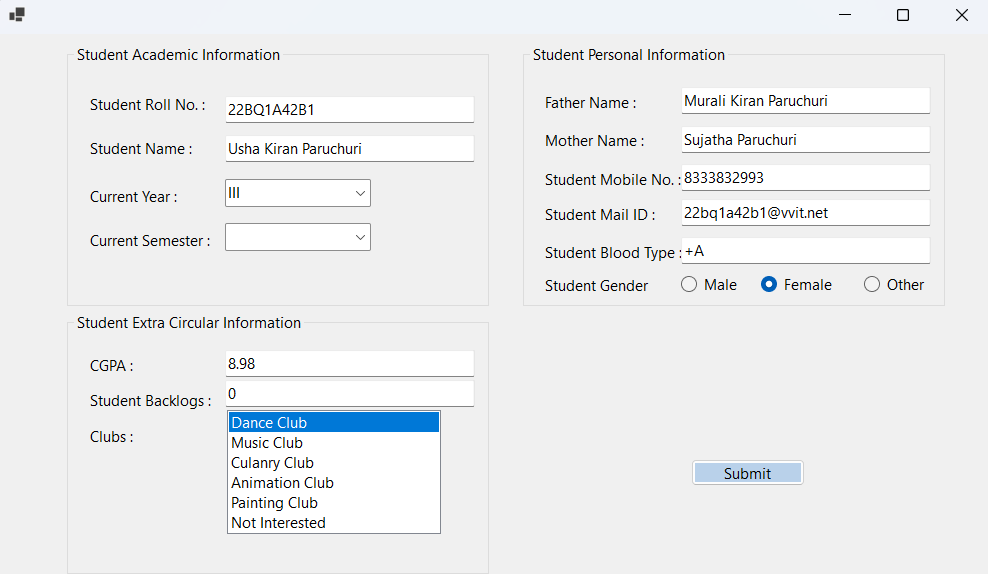 Student Academic Information
Student Roll No. : 22BQ1A42B1
Student Name : Usha Kiran Paruchuri
Current Year : III
Current Semester :
Student Personal Information
Father Name : Murali Kiran Paruchuri
Mother Name : Sujatha Paruchuri
Student Mobile No. : 8333832993
Student Mail ID : 22bq1a42b1@vvit.net
Student Blood Type : +A
Student Gender Male Female Other
Student Extra Circular Information
CGPA : 8.98
Student Backlogs : 0
Clubs :
Dance Club
Music Club
Culanry Club
Animation Club
Painting Club
Not Interested
Submit